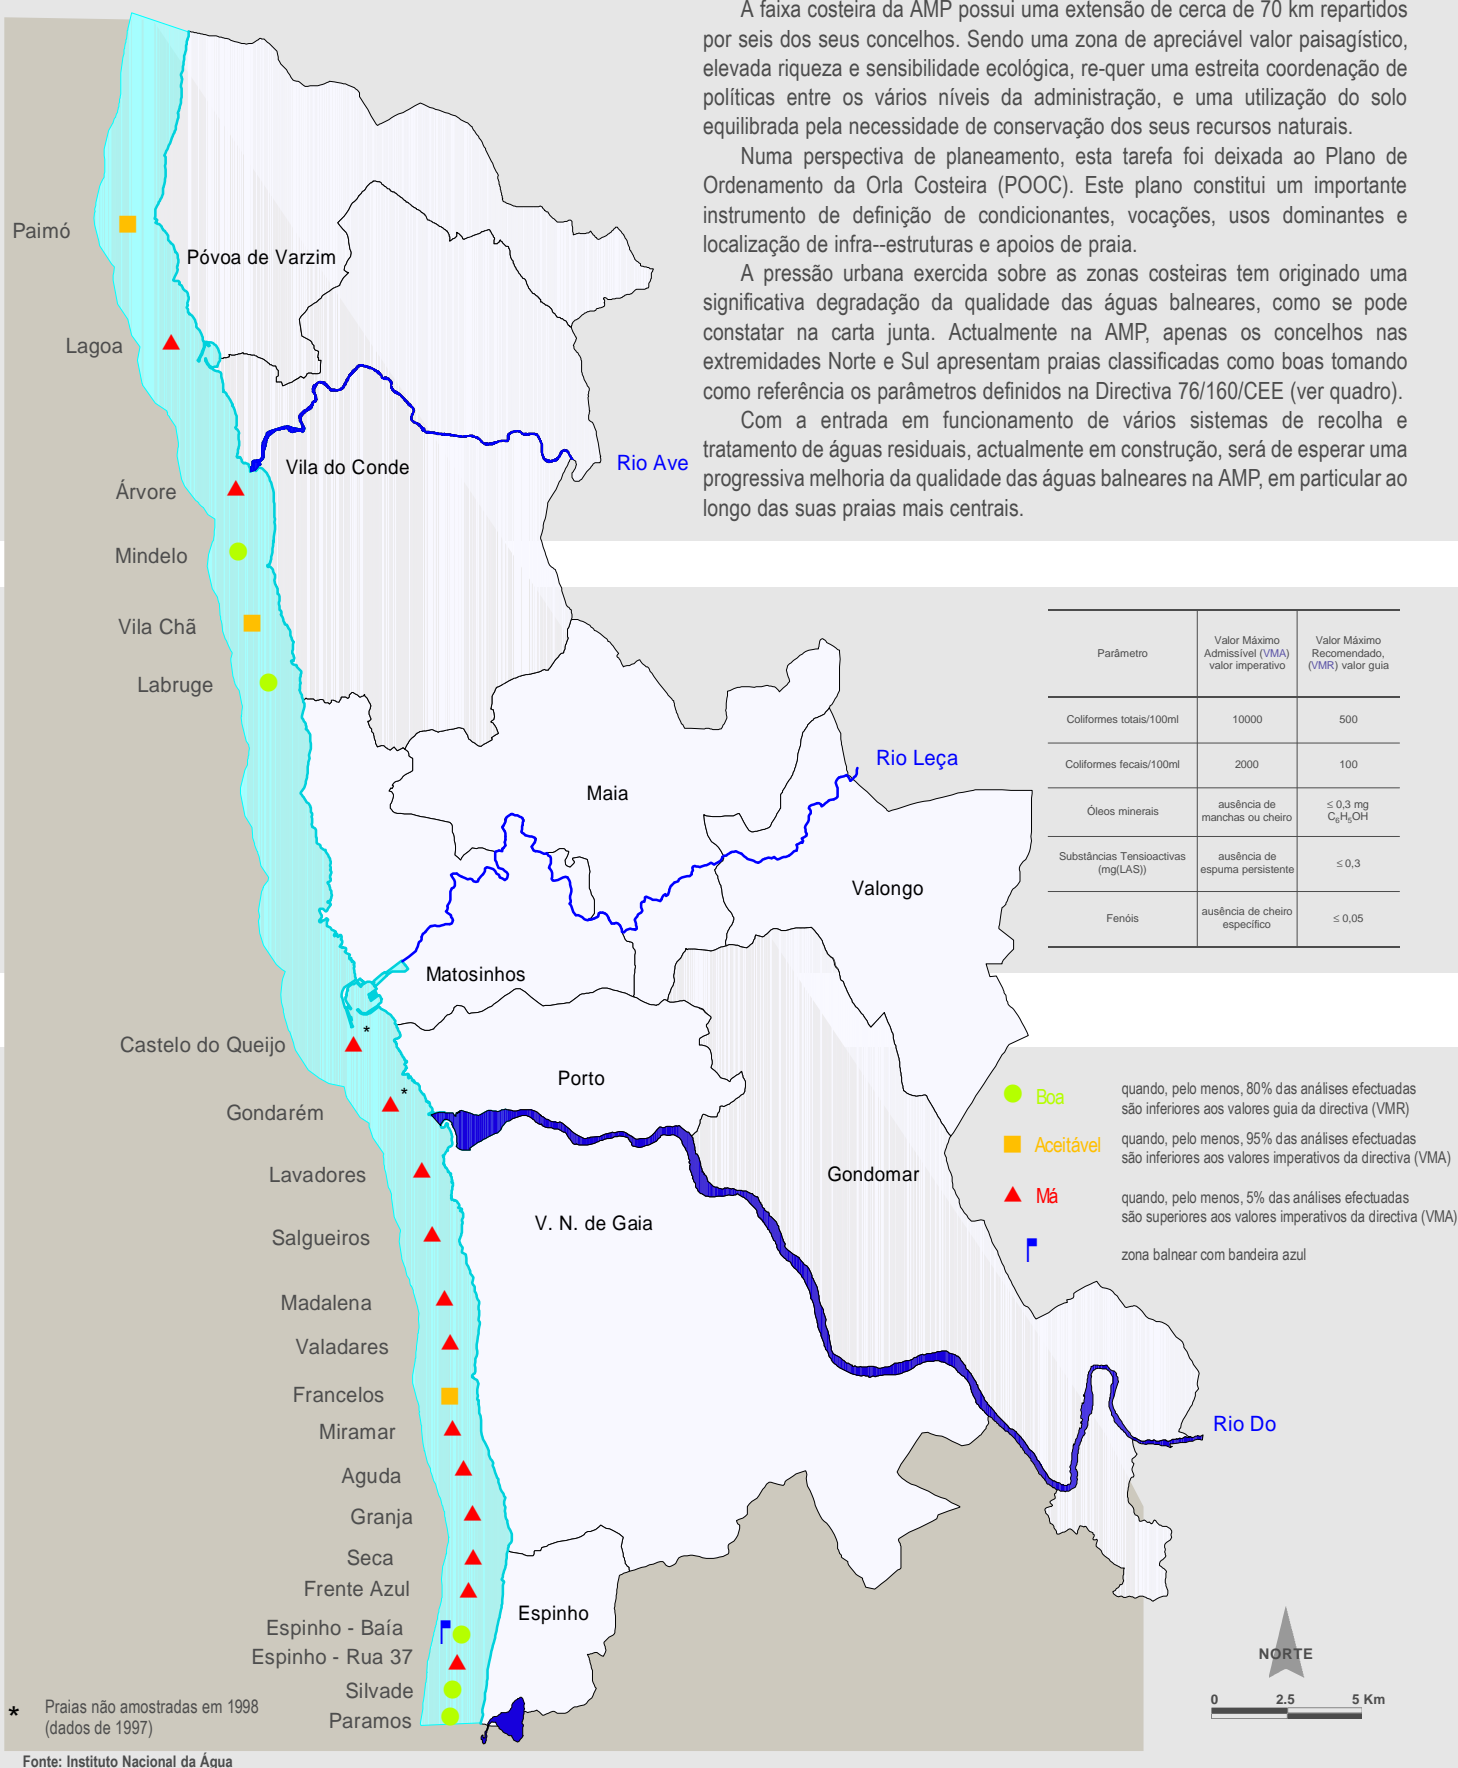 A faixa costeira da AMP possui uma extensão de cerca de 70 km repartidos
por seis dos seus concelhos. Sendo uma zona de apreciável valor paisagístico,
elevada riqueza e sensibilidade ecológica, re-quer uma estreita coordenação de
políticas entre os vários níveis da administração, e uma utilização do solo
equilibrada pela necessidade de conservação dos seus recursos naturais.
Numa perspectiva de planeamento, esta tarefa foi deixada ao Plano de
Ordenamento da Orla Costeira (POOC). Este plano constitui um importante
instrumento de definição de condicionantes, vocações, usos dominantes e
localização de infra--estruturas e apoios de praia.
A pressão urbana exercida sobre as zonas costeiras tem originado uma
significativa degradação da qualidade das águas balneares, como se pode
constatar na carta junta. Actualmente na AMP, apenas os concelhos nas
extremidades Norte e Sul apresentam praias classificadas como boas tomando
como referência os parâmetros definidos na Directiva 76/160/CEE (ver quadro).
Com a entrada em funcionamento de vários sistemas de recolha e
tratamento de águas residuais, actualmente em construção, será de esperar uma
progressiva melhoria da qualidade das águas balneares na AMP, em particular ao
longo das suas praias mais centrais.
Paimó
Póvoa de Varzim
Lagoa
Vila do Conde
Rio Ave
Árvore
Mindelo
Vila Chã
Labruge
Parâmetro
Valor Máximo
Admissível (VMA)
valor imperativo
Valor Máximo
Recomendado,
(VMR) valor guia
Coliformes totais/100ml
10000
500
Coliformes fecais/100ml
2000
100
Óleos minerais
ausência de
manchas ou cheiro
≤ 0,3 mg
C₆H₅OH
Substâncias Tensioactivas
(mg(LAS))
ausência de
espuma persistente
≤ 0,3
Fenóis
ausência de cheiro
específico
≤ 0,05
Rio Leça
Maia
Valongo
Matosinhos
*
Castelo do Queijo
Porto
*
Gondarém
Boa
quando, pelo menos, 80% das análises efectuadas
são inferiores aos valores guia da directiva (VMR)
Aceitável
quando, pelo menos, 95% das análises efectuadas
são inferiores aos valores imperativos da directiva (VMA)
Má
quando, pelo menos, 5% das análises efectuadas
são superiores aos valores imperativos da directiva (VMA)
zona balnear com bandeira azul
Lavadores
Gondomar
V. N. de Gaia
Salgueiros
Madalena
Valadares
Francelos
Miramar
Rio Do
Aguda
Granja
Seca
Frente Azul
Espinho
Espinho - Baía
Espinho - Rua 37
Silvade
Paramos
NORTE
0 2.5 5 Km
* Praias não amostradas em 1998
(dados de 1997)
Fonte: Instituto Nacional da Água